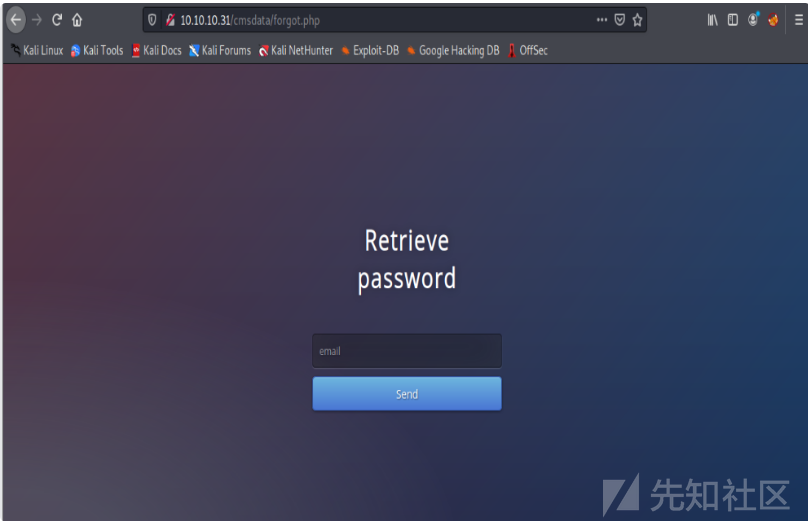 10.10.10.31/cmsdata/forgot.php
Kali Linux Kali Tools Kali Docs Kali Forums Kali NetHunter Exploit-DB Google Hacking DB OffSec
Retrieve
password
email
Send
先知社区